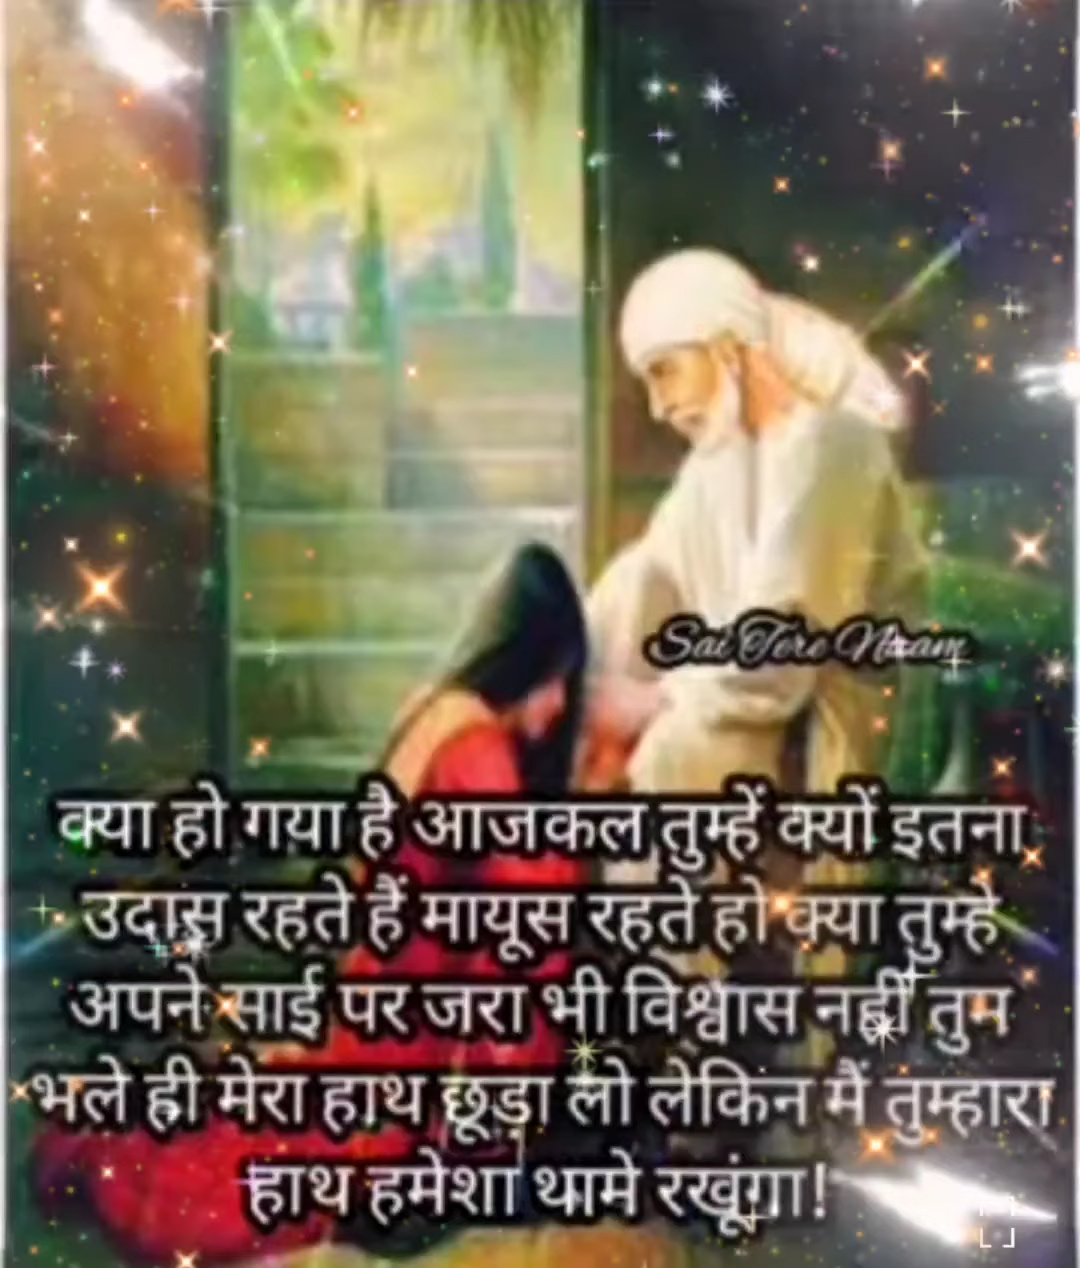 Sai Tere Naam
क्या हो गया है आजकल तुम्हें क्यों इतना
उदास रहते हैं मायूस रहते हो क्या तुम्हे
अपने साई पर जरा भी विश्वास नहीं तुम
भले ही मेरा हाथ छूड़ा लो लेकिन मैं तुम्हारा
हाथ हमेशा थामे रखूंगा!